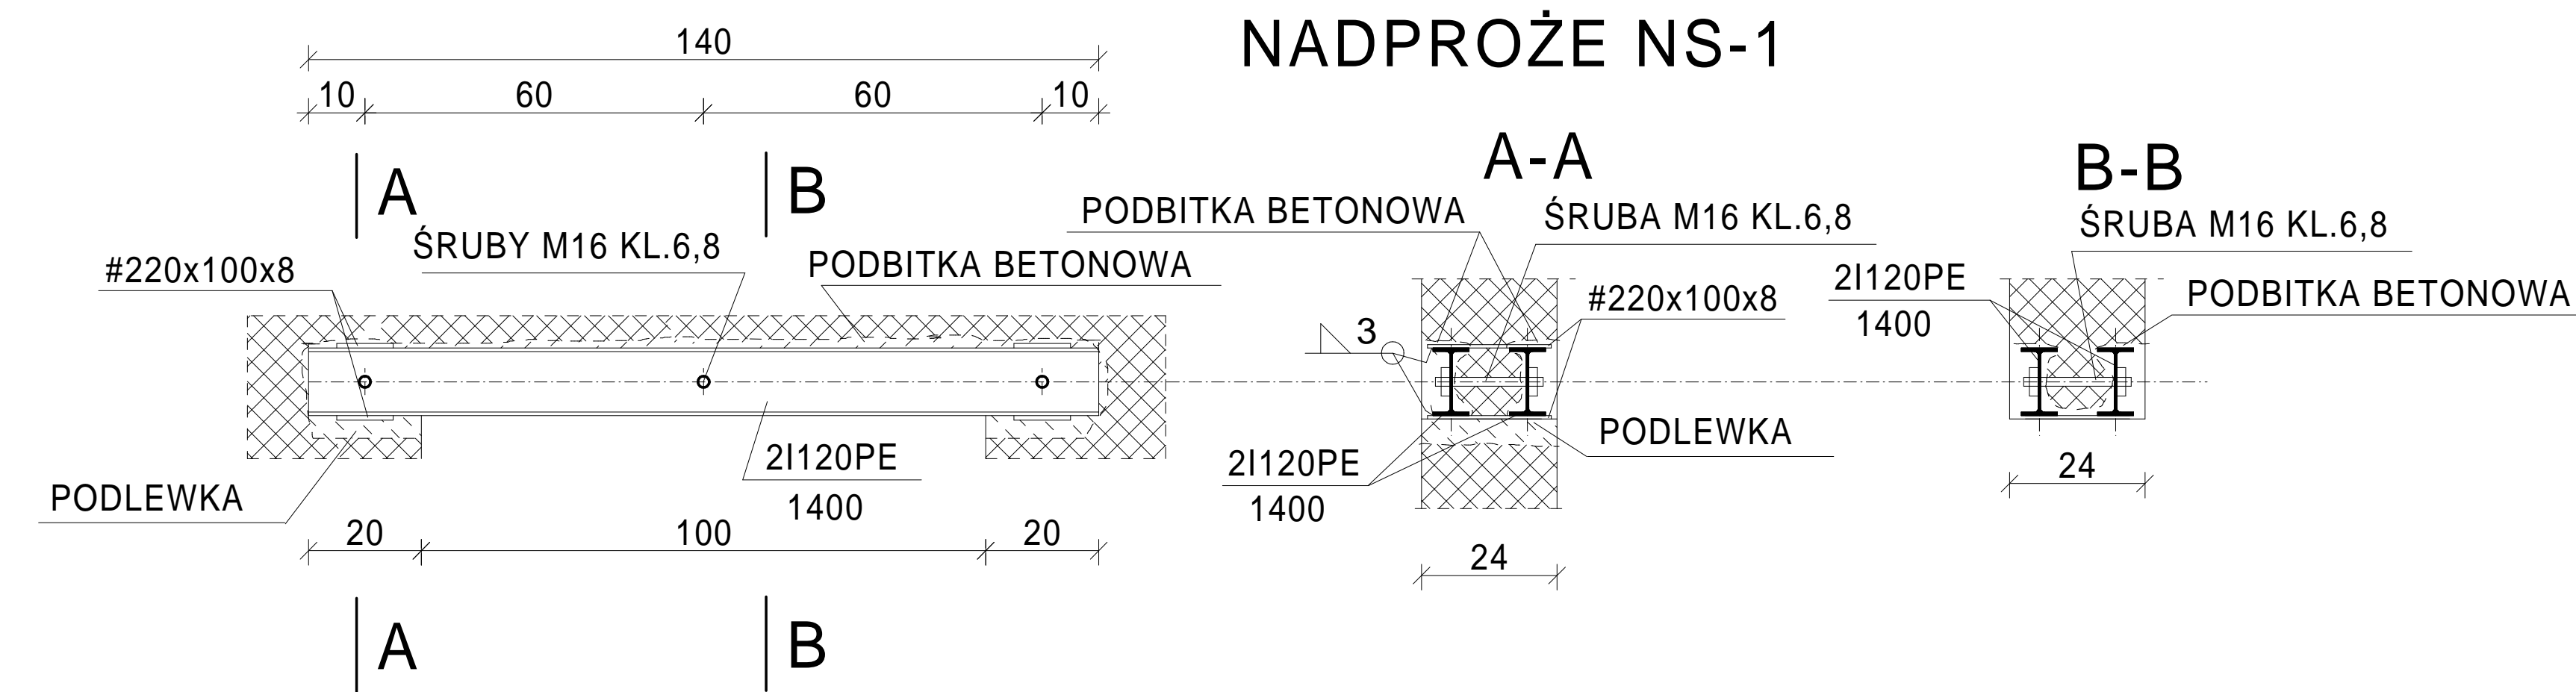 NADPROŻE NS-1
140
10 60 60 10
A B
ŚRUBY M16 KL.6,8
#220x100x8
PODBITKA BETONOWA
2I120PE
1400
PODLEWKA
20 100 20
A B
A-A
PODBITKA BETONOWA
ŚRUBA M16 KL.6,8
#220x100x8
3
PODLEWKA
2I120PE
1400
24
B-B
ŚRUBA M16 KL.6,8
2I120PE
1400
PODBITKA BETONOWA
24